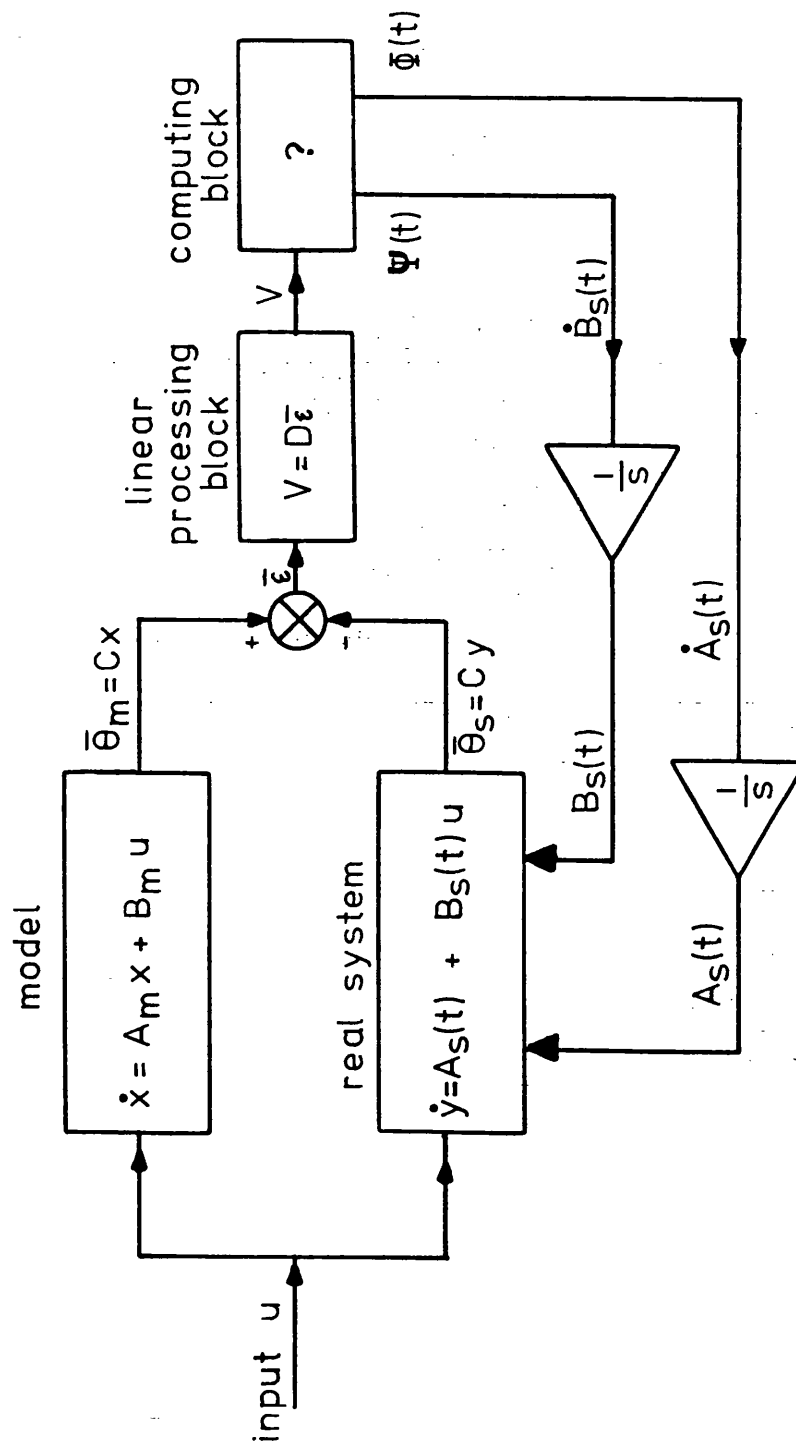 input u
model
ẋ = Aₘx + Bₘu
real system
ẏ=Aₛ(t) + Bₛ(t)u
θ̅ₘ=Cx
θ̅ₛ=Cy
+
-
ε̅
linear
processing
block
V=Dε̅
V
computing
block
?
Ψ(t)
Φ(t)
Ḃₛ(t)
1/s
Bₛ(t)
Ȧₛ(t)
1/s
Aₛ(t)